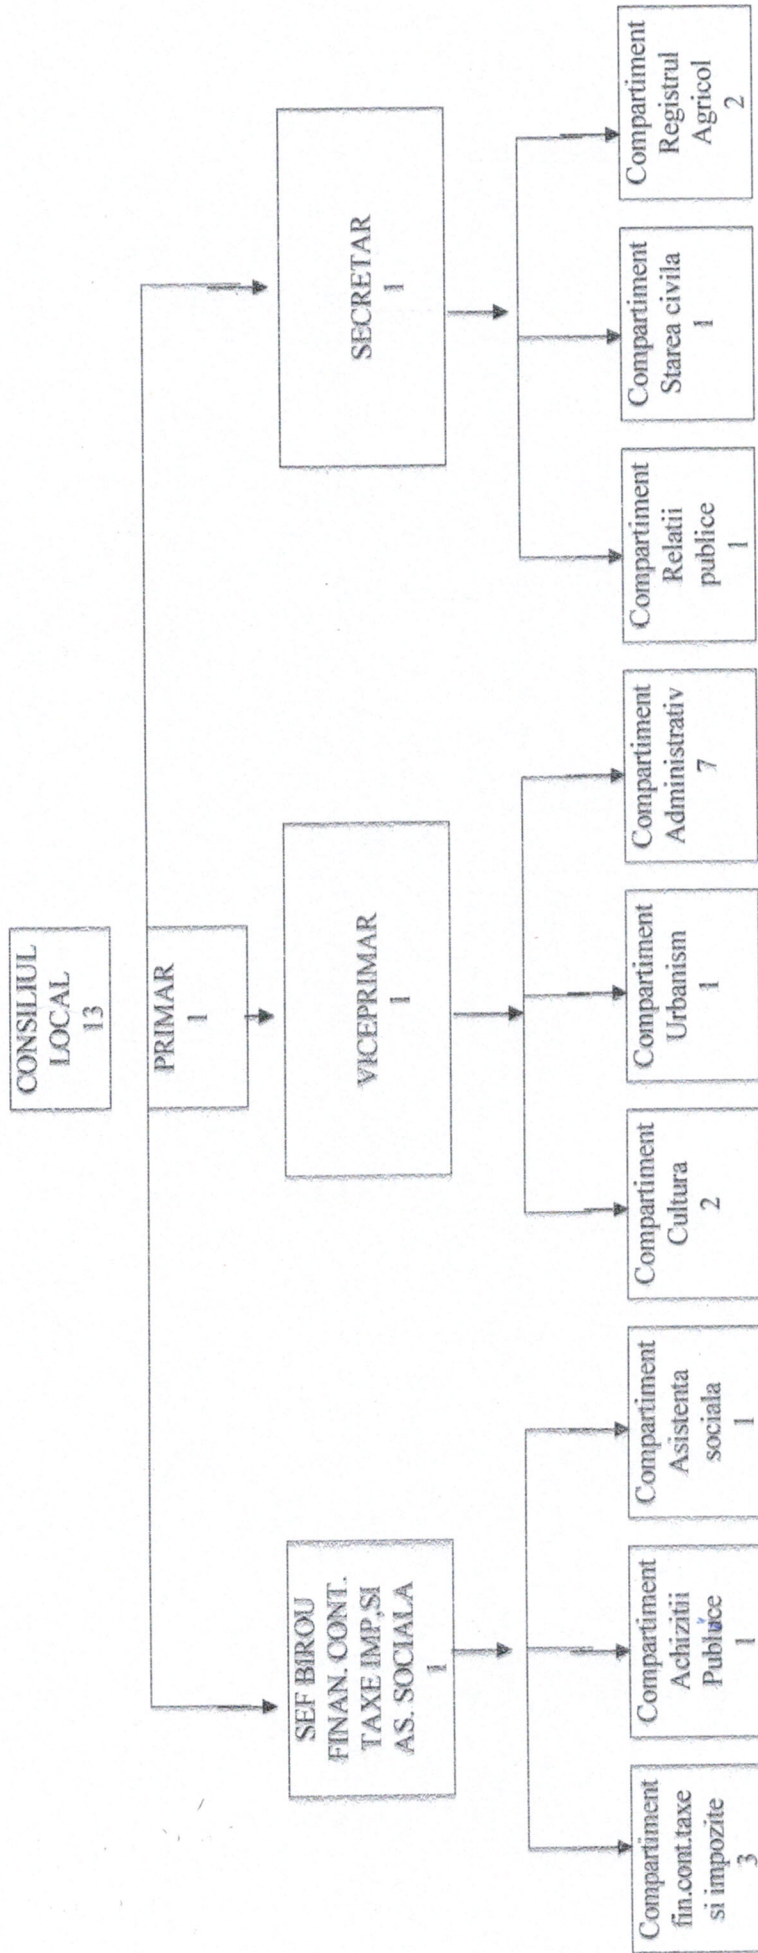 CONSILIUL
LOCAL
13
PRIMAR
1
SEF BIROU
FINAN. CONT.
TAXE IMP,SI
AS. SOCIALA
1
VICEPRIMAR
1
SECRETAR
1
Compartiment
fin.cont.taxe
si impozite
3
Compartiment
Achizitii
Publice
1
Compartiment
Asistenta
sociala
1
Compartiment
Cultura
2
Compartiment
Urbanism
1
Compartiment
Administrativ
7
Compartiment
Relatii
publice
1
Compartiment
Starea civila
1
Compartiment
Registrul
Agricol
2